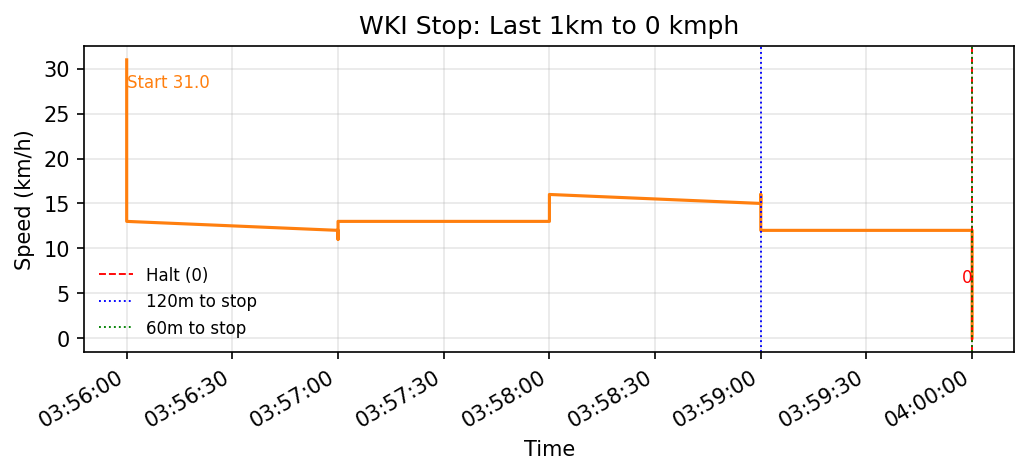 WKI Stop: Last 1km to 0 kmph
Speed (km/h)
30
25
20
15
10
5
0
Start 31.0
0
Halt (0)
120m to stop
60m to stop
03:56:00
03:56:30
03:57:00
03:57:30
03:58:00
03:58:30
03:59:00
03:59:30
04:00:00
Time